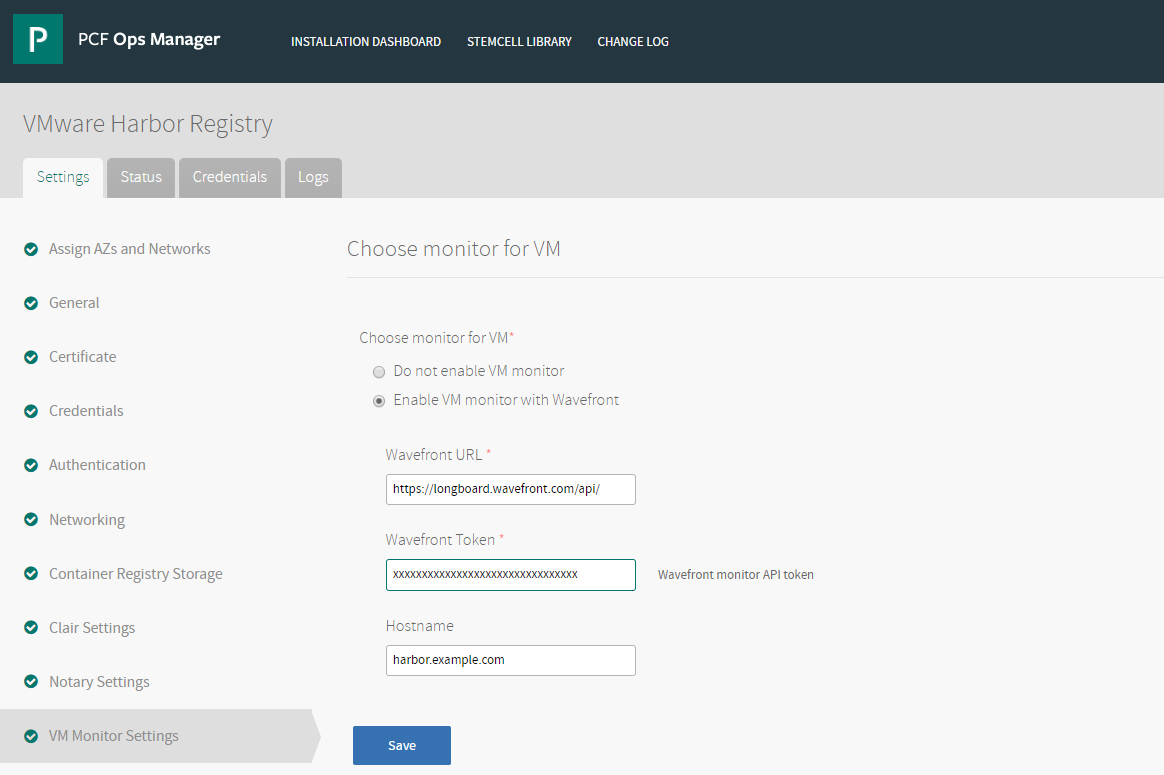 P PCF Ops Manager INSTALLATION DASHBOARD STEMCELL LIBRARY CHANGE LOG
VMware Harbor Registry
Settings Status Credentials Logs
Assign AZs and Networks
General
Certificate
Credentials
Authentication
Networking
Container Registry Storage
Clair Settings
Notary Settings
VM Monitor Settings
Choose monitor for VM
Choose monitor for VM*
Do not enable VM monitor
Enable VM monitor with Wavefront
Wavefront URL *
https://longboard.wavefront.com/api/
Wavefront Token *
xxxxxxxxxxxxxxxxxxxxxxxxxxxxxxxx Wavefront monitor API token
Hostname
harbor.example.com
Save